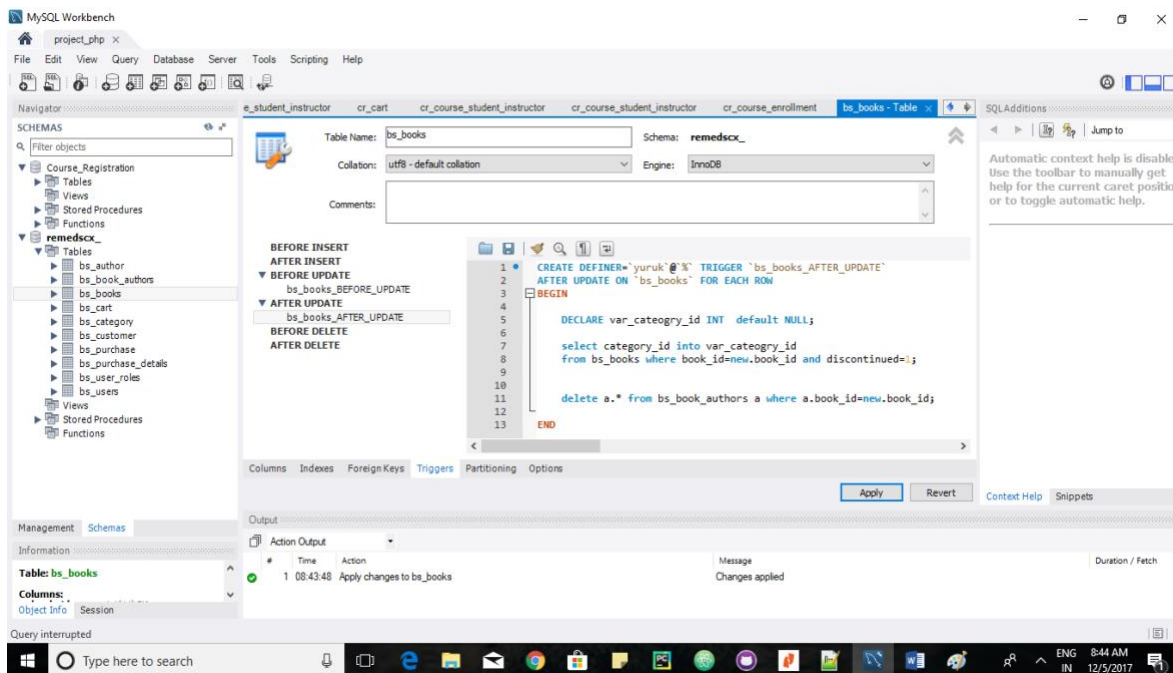 MySQL Workbench
project_php
File Edit View Query Database Server Tools Scripting Help
Navigator
SCHEMAS
Filter objects
Course_Registration
Tables
Views
Stored Procedures
Functions
remedscx_
Tables
bs_author
bs_book_authors
bs_books
bs_cart
bs_category
bs_customer
bs_purchase
bs_purchase_details
bs_user_roles
bs_users
Views
Stored Procedures
Functions
Management Schemas
Information
Table: bs_books
Columns:
Object Info Session
e_student_instructor cr_cart cr_course_student_instructor cr_course_student_instructor cr_course_enrollment bs_books - Table
Table Name: bs_books Schema: remedscx_
Collation: utf8 - default collation Engine: InnoDB
Comments:
BEFORE INSERT
AFTER INSERT
BEFORE UPDATE
bs_books_BEFORE_UPDATE
AFTER UPDATE
bs_books_AFTER_UPDATE
BEFORE DELETE
AFTER DELETE
1 CREATE DEFINER=`yuruk`@`%` TRIGGER `bs_books_AFTER_UPDATE`
2 AFTER UPDATE ON `bs_books` FOR EACH ROW
3 BEGIN
4
5 DECLARE var_cateogry_id INT default NULL;
6
7 select category_id into var_cateogry_id
8 from bs_books where book_id=new.book_id and discontinued=1;
9
10
11 delete a.* from bs_book_authors a where a.book_id=new.book_id;
12
13 END
Columns Indexes Foreign Keys Triggers Partitioning Options
Apply Revert
SQLAdditions
Jump to
Automatic context help is disable
Use the toolbar to manually get
help for the current caret positio
or to toggle automatic help.
Context Help Snippets
Output
Action Output
# Time Action Message Duration / Fetch
1 08:43:48 Apply changes to bs_books Changes applied
Query interrupted
Type here to search
ENG 8:44 AM
IN 12/5/2017